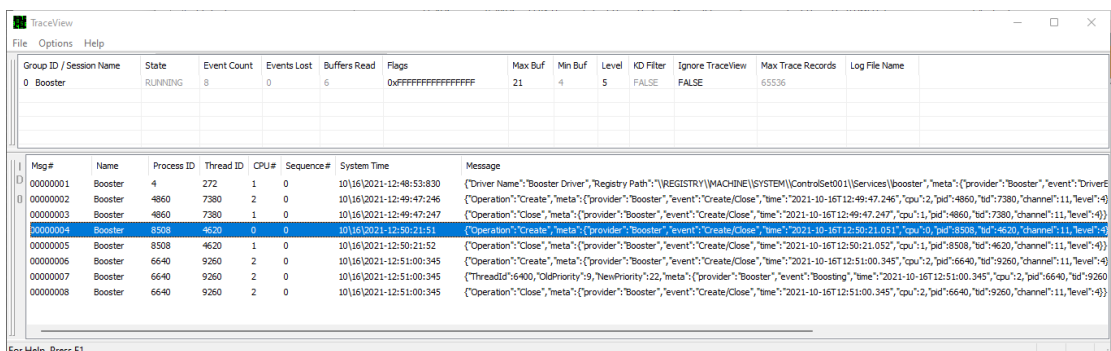 TraceView
File Options Help
Group ID / Session Name State Event Count Events Lost Buffers Read Flags Max Buf Min Buf Level KD Filter Ignore TraceView Max Trace Records Log File Name
0 Booster RUNNING 8 0 6 0xFFFFFFFFFFFFFFFF 21 4 5 FALSE FALSE 65536
Msg# Name Process ID Thread ID CPU# Sequence# System Time Message
00000001 Booster 4 272 1 0 10\16\2021-12:48:53:830 {"Driver Name":"Booster Driver","Registry Path":"\\REGISTRY\\MACHINE\\SYSTEM\\ControlSet001\\Services\\booster","meta":{"provider":"Booster","event":"DriverE
00000002 Booster 4860 7380 2 0 10\16\2021-12:49:47:246 {"Operation":"Create","meta":{"provider":"Booster","event":"Create/Close","time":"2021-10-16T12:49:47.246","cpu":2,"pid":4860,"tid":7380,"channel":11,"level":4}
00000003 Booster 4860 7380 1 0 10\16\2021-12:49:47:247 {"Operation":"Close","meta":{"provider":"Booster","event":"Create/Close","time":"2021-10-16T12:49:47.247","cpu":1,"pid":4860,"tid":7380,"channel":11,"level":4}}
00000004 Booster 8508 4620 0 0 10\16\2021-12:50:21:51 {"Operation":"Create","meta":{"provider":"Booster","event":"Create/Close","time":"2021-10-16T12:50:21.051","cpu":0,"pid":8508,"tid":4620,"channel":11,"level":4}
00000005 Booster 8508 4620 1 0 10\16\2021-12:50:21:52 {"Operation":"Close","meta":{"provider":"Booster","event":"Create/Close","time":"2021-10-16T12:50:21.052","cpu":1,"pid":8508,"tid":4620,"channel":11,"level":4}}
00000006 Booster 6640 9260 2 0 10\16\2021-12:51:00:345 {"Operation":"Create","meta":{"provider":"Booster","event":"Create/Close","time":"2021-10-16T12:51:00.345","cpu":2,"pid":6640,"tid":9260,"channel":11,"level":4}
00000007 Booster 6640 9260 2 0 10\16\2021-12:51:00:345 {"ThreadId":6400,"OldPriority":9,"NewPriority":22,"meta":{"provider":"Booster","event":"Boosting","time":"2021-10-16T12:51:00.345","cpu":2,"pid":6640,"tid":9260
00000008 Booster 6640 9260 2 0 10\16\2021-12:51:00:345 {"Operation":"Close","meta":{"provider":"Booster","event":"Create/Close","time":"2021-10-16T12:51:00.345","cpu":2,"pid":6640,"tid":9260,"channel":11,"level":4}}
For Help, Press F1